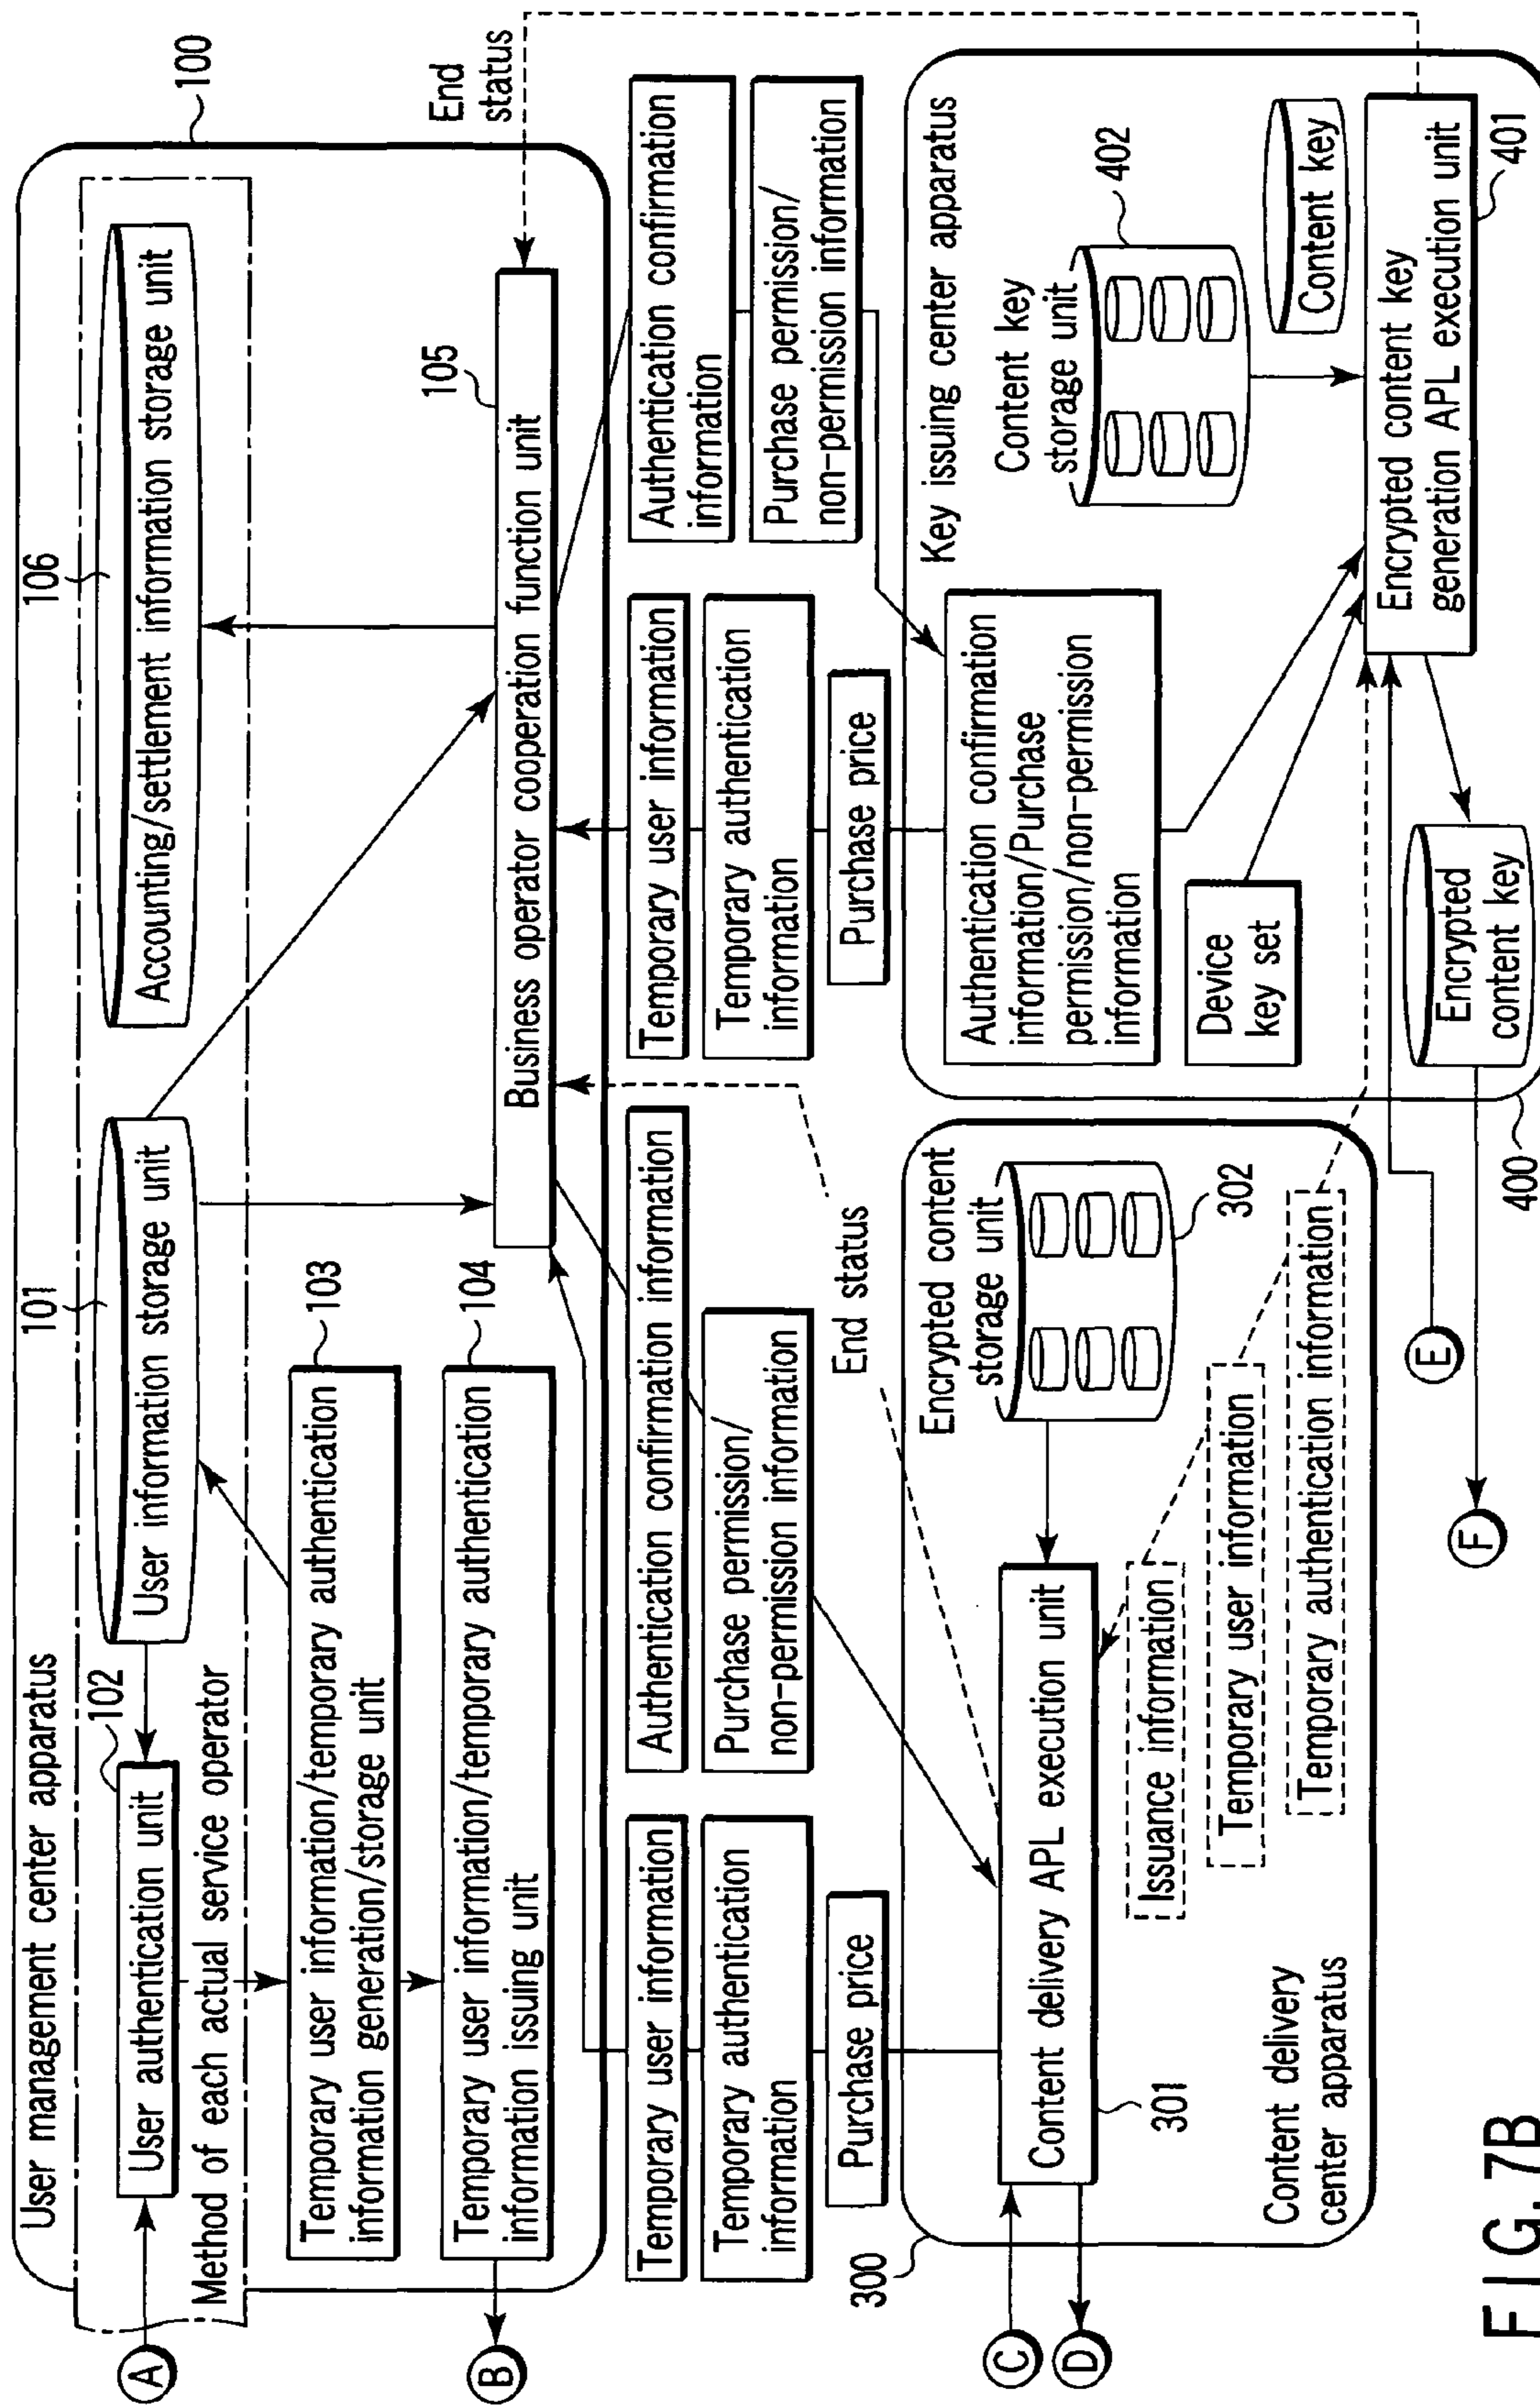 User management center apparatus
A
User authentication unit
102
Method of each actual service operator
101
User information storage unit
106
Accounting/settlement information storage unit
100
Temporary user information/temporary authentication
information generation/storage unit
103
Temporary user information/temporary authentication
information issuing unit
104
B
Business operator cooperation function unit
105
End
status
Temporary user information
Temporary authentication
information
Purchase price
Authentication confirmation information
Purchase permission/
non-permission information
End status
Temporary user information
Temporary authentication
information
Purchase price
Authentication confirmation
information
Purchase permission/
non-permission information
300
C
D
Content delivery APL execution unit
301
Encrypted content
storage unit
302
Issuance information
Temporary user information
Temporary authentication information
Content delivery
center apparatus
Key issuing center apparatus
Authentication confirmation
information/Purchase
permission/non-permission
information
Device
key set
Content key
storage unit
402
Content key
Encrypted content key
generation APL execution unit
401
Encrypted
content key
400
E
F
FIG. 7B